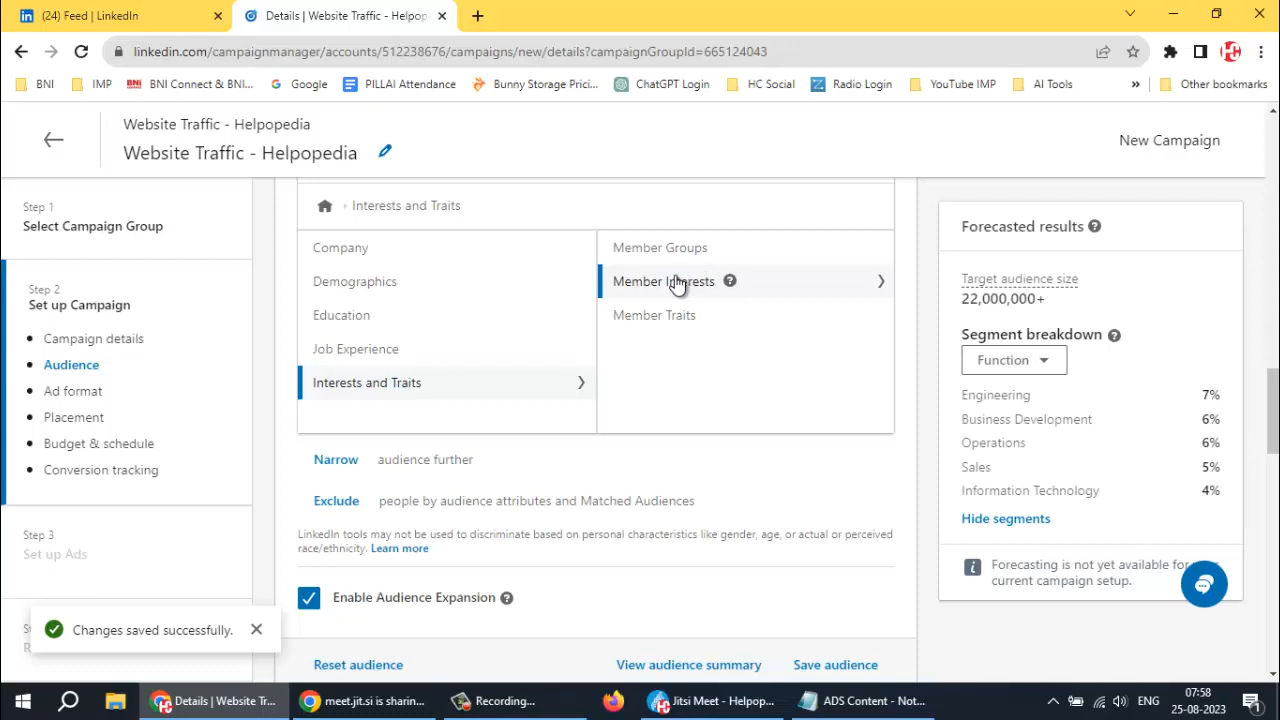 (24) Feed | LinkedIn
Details | Website Traffic - Helpop
linkedin.com/campaignmanager/accounts/512238676/campaigns/new/details?campaignGroupId=665124043
BNI
IMP
BNI Connect & BNI...
Google
PILLAI Attendance
Bunny Storage Prici...
ChatGPT Login
HC Social
Radio Login
YouTube IMP
AI Tools
»
Other bookmarks
Website Traffic - Helpopedia
Website Traffic - Helpopedia
New Campaign
Step 1
Select Campaign Group
Step 2
Set up Campaign
Campaign details
Audience
Ad format
Placement
Budget & schedule
Conversion tracking
Step 3
Set up Ads
Changes saved successfully.
Interests and Traits
Company
Demographics
Education
Job Experience
Interests and Traits
Member Groups
Member Interests
Member Traits
Narrow audience further
Exclude people by audience attributes and Matched Audiences
LinkedIn tools may not be used to discriminate based on personal characteristics like gender, age, or actual or perceived
race/ethnicity. Learn more
Enable Audience Expansion
Reset audience
View audience summary
Save audience
Forecasted results
Target audience size
22,000,000+
Segment breakdown
Function
Engineering 7%
Business Development 6%
Operations 6%
Sales 5%
Information Technology 4%
Hide segments
Forecasting is not yet available for
current campaign setup.
Details | Website Tr...
meet.jit.si is sharin...
Recording...
Jitsi Meet - Helpop...
ADS Content - Not...
ENG
07:58
25-08-2023
1